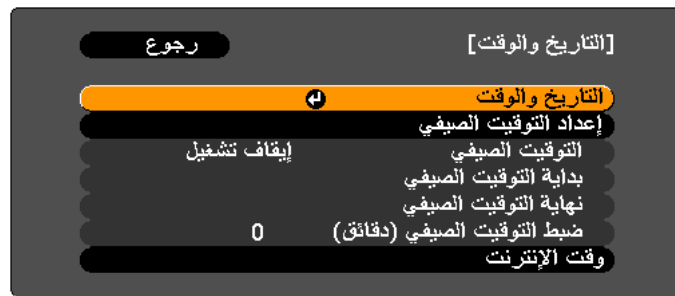 [التاريخ والوقت] رجوع
التاريخ والوقت
إعداد التوقيت الصيفي
التوقيت الصيفي إيقاف تشغيل
بداية التوقيت الصيفي
نهاية التوقيت الصيفي
ضبط التوقيت الصيفي (دقائق) 0
وقت الإنترنت